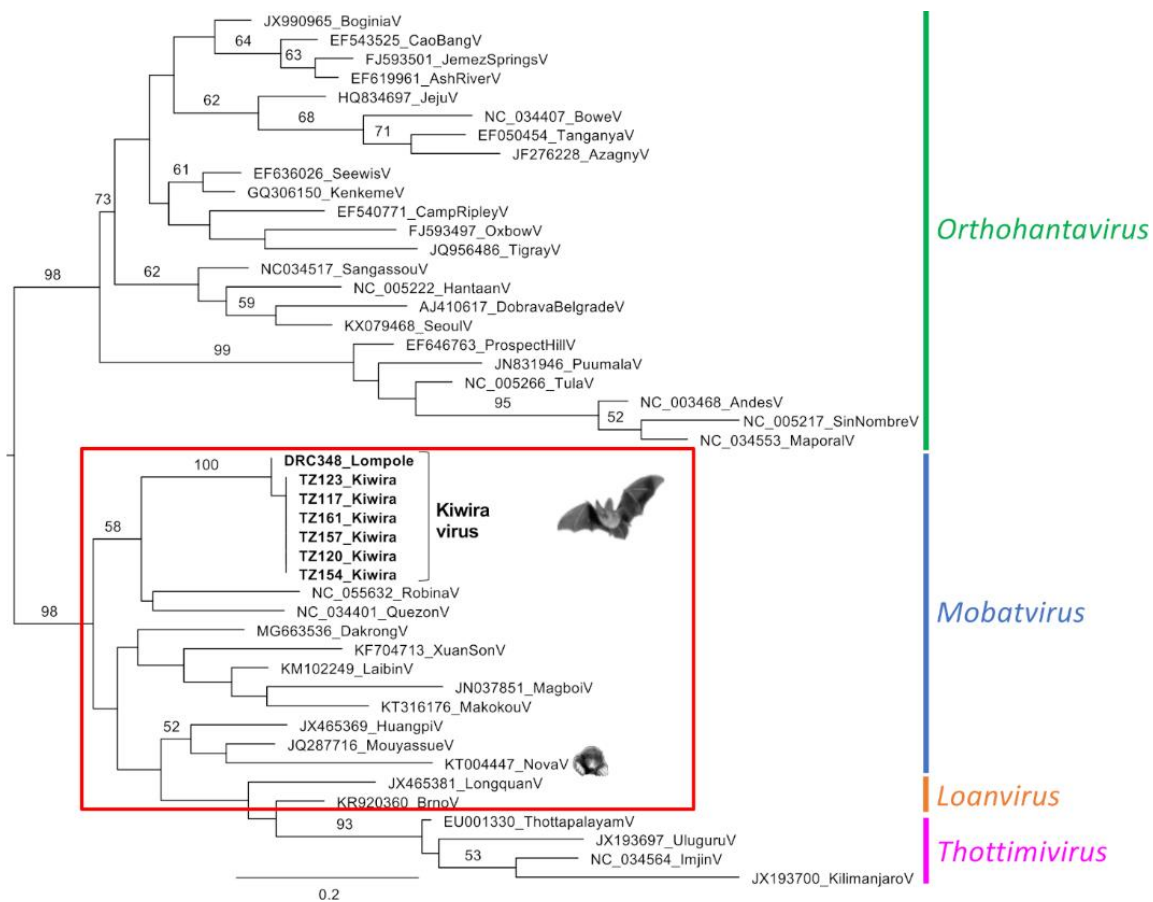 JX990965_BoginiaV
64
EF543525_CaoBangV
63
FJ593501_JemezSpringsV
EF619961_AshRiverV
62
HQ834697_JejuV
68
NC_034407_BoweV
71
EF050454_TanganyaV
JF276228_AzagnyV
61
EF636026_SeewisV
GQ306150_KenkemeV
73
EF540771_CampRipleyV
FJ593497_OxbowV
JQ956486_TigrayV
Orthohantavirus
98
62
NC034517_SangassouV
NC_005222_HantaanV
59
AJ410617_DobravaBelgradeV
KX079468_SeoulV
99
EF646763_ProspectHillV
JN831946_PuumalaV
NC_005266_TulaV
95
NC_003468_AndesV
52
NC_005217_SinNombreV
NC_034553_MaporalV
100
DRC348_Lompole
TZ123_Kiwira
TZ117_Kiwira
TZ161_Kiwira
TZ157_Kiwira
TZ120_Kiwira
TZ154_Kiwira
Kiwira
virus
58
NC_055632_RobinaV
98
NC_034401_QuezonV
Mobatvirus
MG663536_DakrongV
KF704713_XuanSonV
KM102249_LaibinV
JN037851_MagboiV
KT316176_MakokouV
52
JX465369_HuangpiV
JQ287716_MouyassueV
KT004447_NovaV
JX465381_LongquanV
KR920360_BrnoV
Loanvirus
93
EU001330_ThottapalayamV
JX193697_UluguruV
53
NC_034564_ImjinV
JX193700_KilimanjaroV
Thottimivirus
0.2